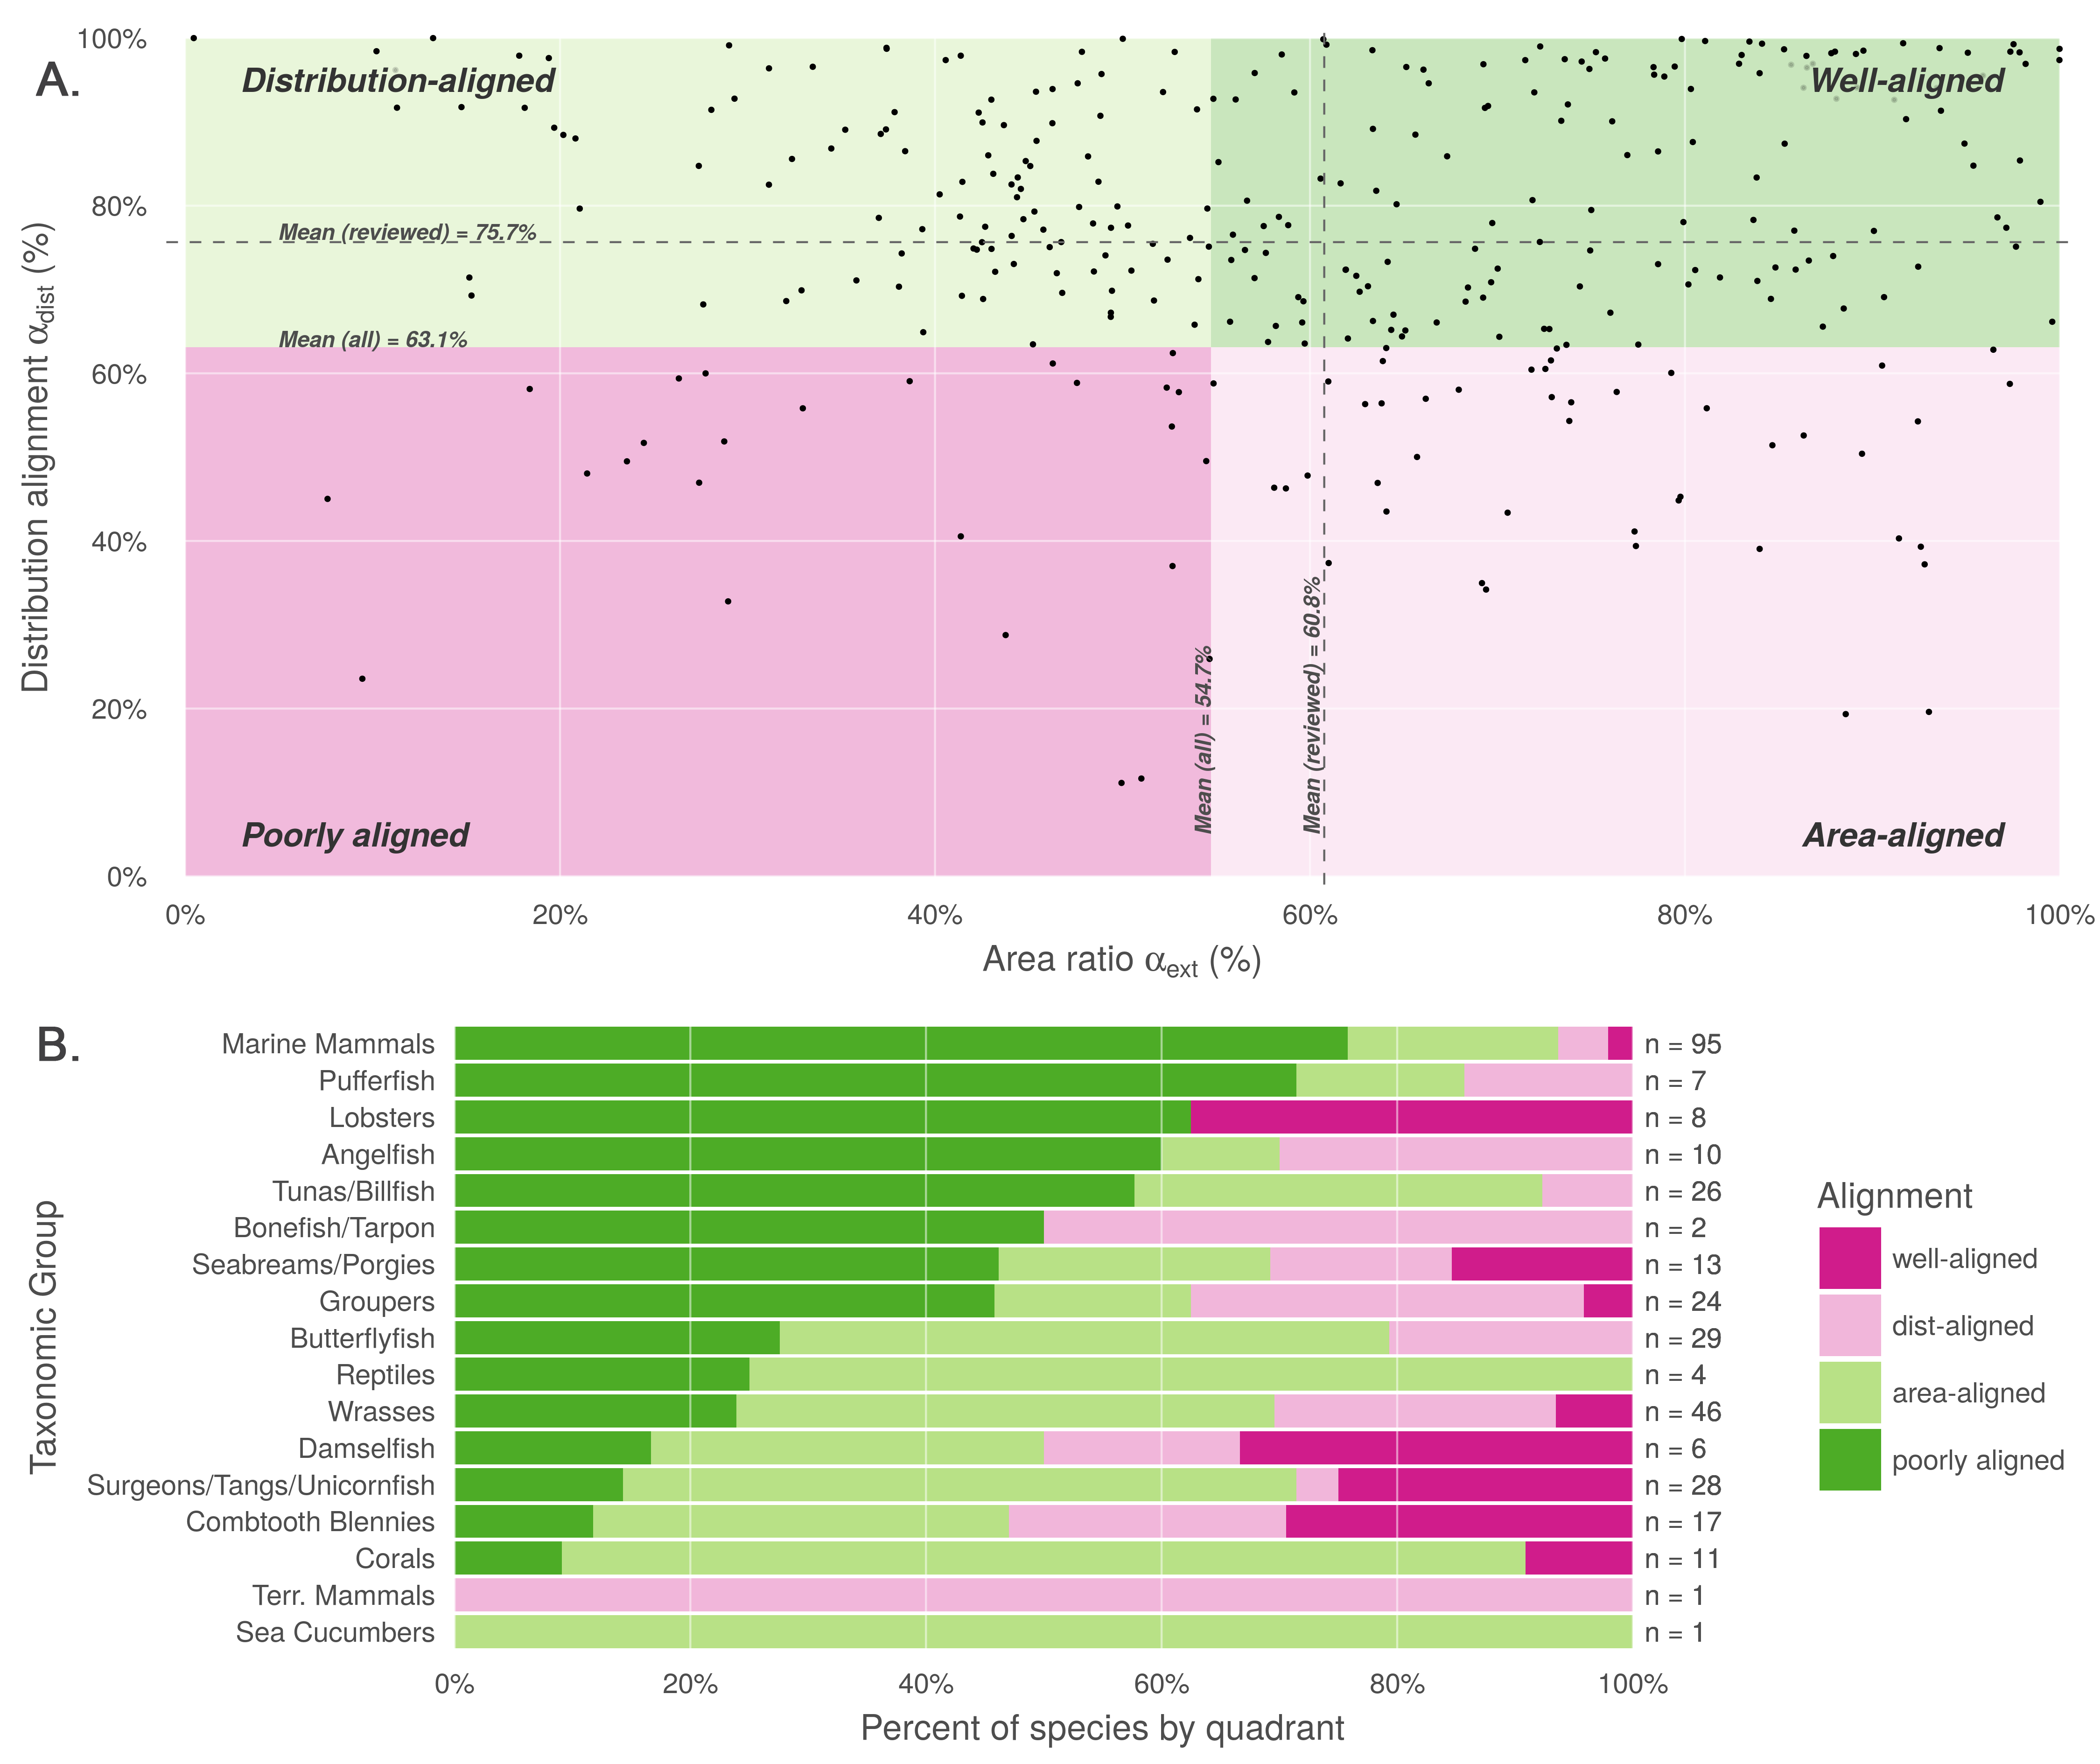 A.
100%
80%
60%
40%
20%
0%
Distribution alignment αdist (%)
Distribution-aligned
Well-aligned
Mean (reviewed) = 75.7%
Mean (all) = 63.1%
Mean (all) = 54.7%
Mean (reviewed) = 60.8%
Poorly aligned
Area-aligned
0% 20% 40% 60% 80% 100%
Area ratio αext (%)
B.
Taxonomic Group
Marine Mammals n = 95
Pufferfish n = 7
Lobsters n = 8
Angelfish n = 10
Tunas/Billfish n = 26
Bonefish/Tarpon n = 2
Seabreams/Porgies n = 13
Groupers n = 24
Butterflyfish n = 29
Reptiles n = 4
Wrasses n = 46
Damselfish n = 6
Surgeons/Tangs/Unicornfish n = 28
Combtooth Blennies n = 17
Corals n = 11
Terr. Mammals n = 1
Sea Cucumbers n = 1
0% 20% 40% 60% 80% 100%
Percent of species by quadrant
Alignment
well-aligned
dist-aligned
area-aligned
poorly aligned